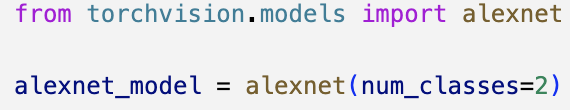 from torchvision.models import alexnet
alexnet_model = alexnet(num_classes=2)